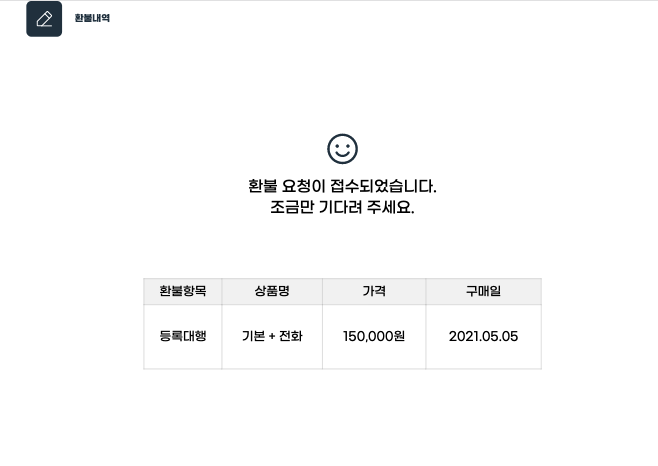 환불내역
환불 요청이 접수되었습니다.
조금만 기다려 주세요.
환불항목 상품명 가격 구매일
등록대행 기본 + 전화 150,000원 2021.05.05